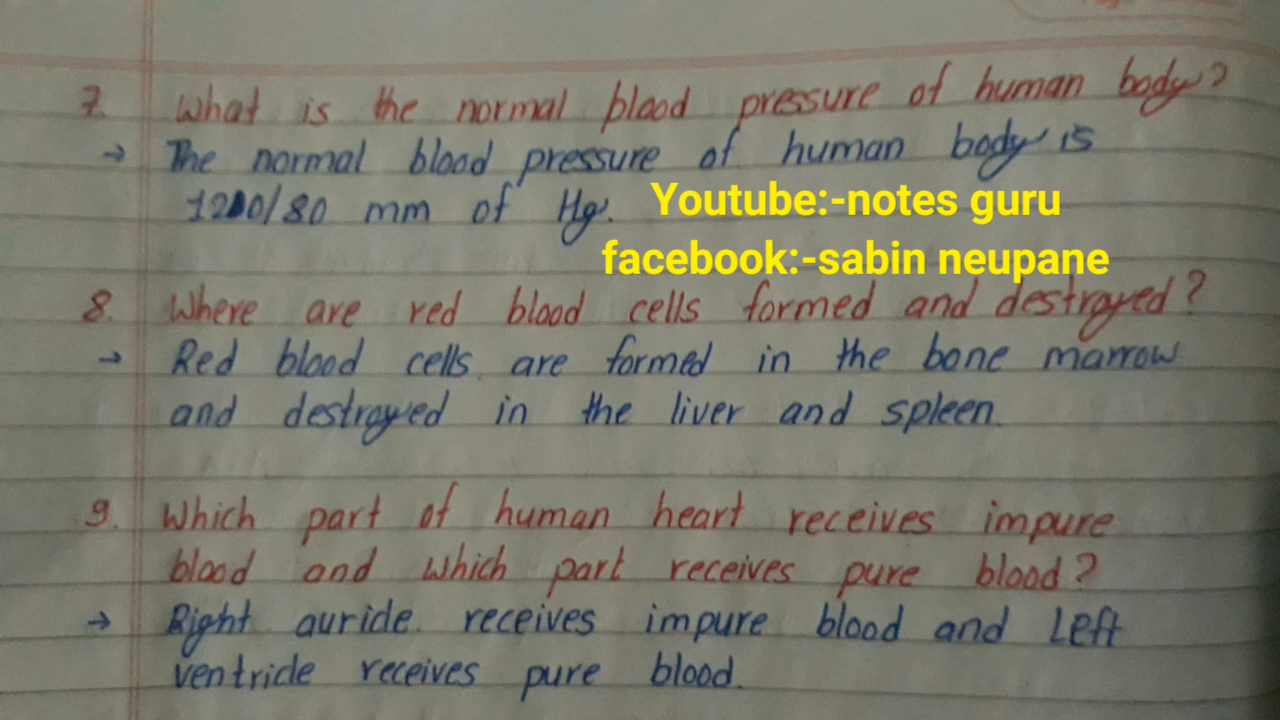 7. What is the normal blood pressure of human body?
→ The normal blood pressure of human body is
120/80 mm of Hg. Youtube:-notes guru
facebook:-sabin neupane
8. Where are red blood cells formed and destroyed?
→ Red blood cells are formed in the bone marrow
and destroyed in the liver and spleen.
9. Which part of human heart receives impure
blood and which part receives pure blood?
→ Right auride receives impure blood and Left
ventricle receives pure blood.